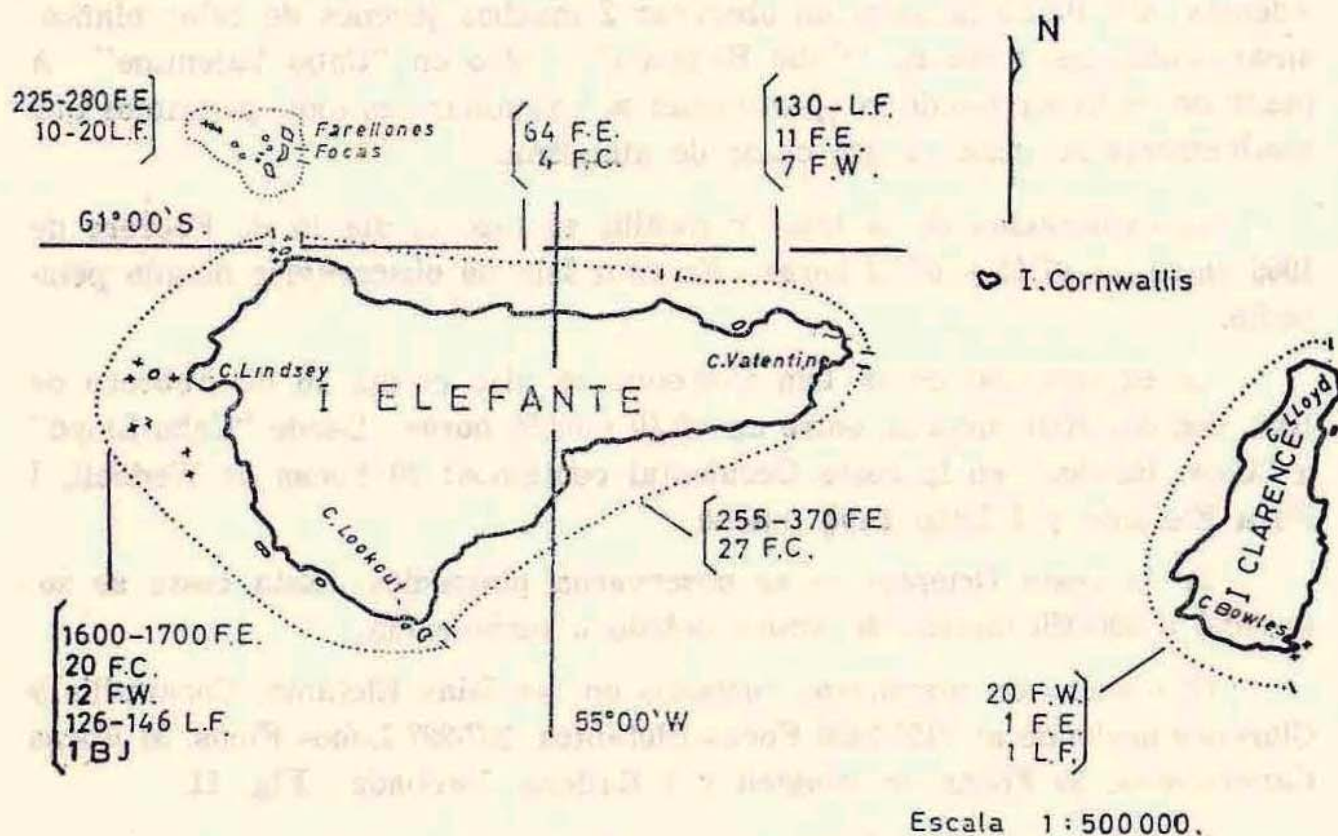 N
225-280 F.E.
10-20 L.F.
Farellones
Focas
64 F.E.
4 F.C.
130- L.F.
11 F.E.
7 F.W.
61°00'S
I. Cornwallis
C. Lindsey
C. Valentine
I ELEFANTE
C. Lloyd
I CLARENCE
C. Lookout
255-370 F.E.
27 F.C.
C. Bowles
1600-1700 F.E.
20 F.C
12 F.W.
126-146 L.F.
1 BJ
55°00'W
20 F.W.
1 F.E.
1 L.F.
Escala 1:500000.